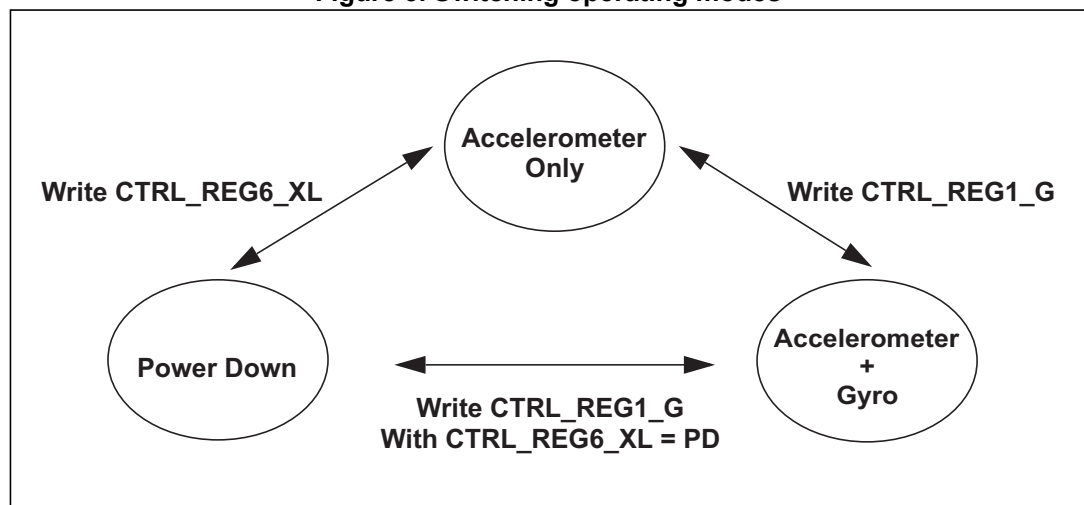 Figure 6. Switching operating modes
Accelerometer
Only
Write CTRL_REG6_XL
Write CTRL_REG1_G
Power Down
Accelerometer
+
Gyro
Write CTRL_REG1_G
With CTRL_REG6_XL = PD